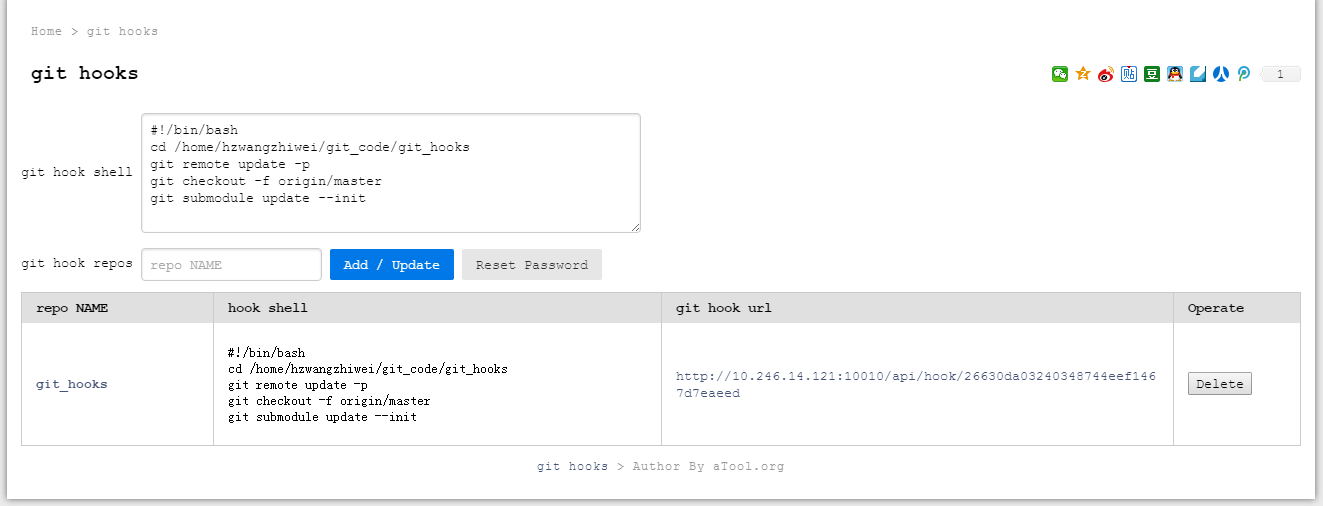 Home > git hooks
git hooks
贴 豆 1
git hook shell
#!/bin/bash
cd /home/hzwangzhiwei/git_code/git_hooks
git remote update -p
git checkout -f origin/master
git submodule update --init
git hook repos repo NAME Add / Update Reset Password
repo NAME hook shell git hook url Operate
git_hooks
#!/bin/bash
cd /home/hzwangzhiwei/git_code/git_hooks
git remote update -p
git checkout -f origin/master
git submodule update --init
http://10.246.14.121:10010/api/hook/26630da03240348744eef146
7d7eaeed
Delete
git hooks > Author By aTool.org